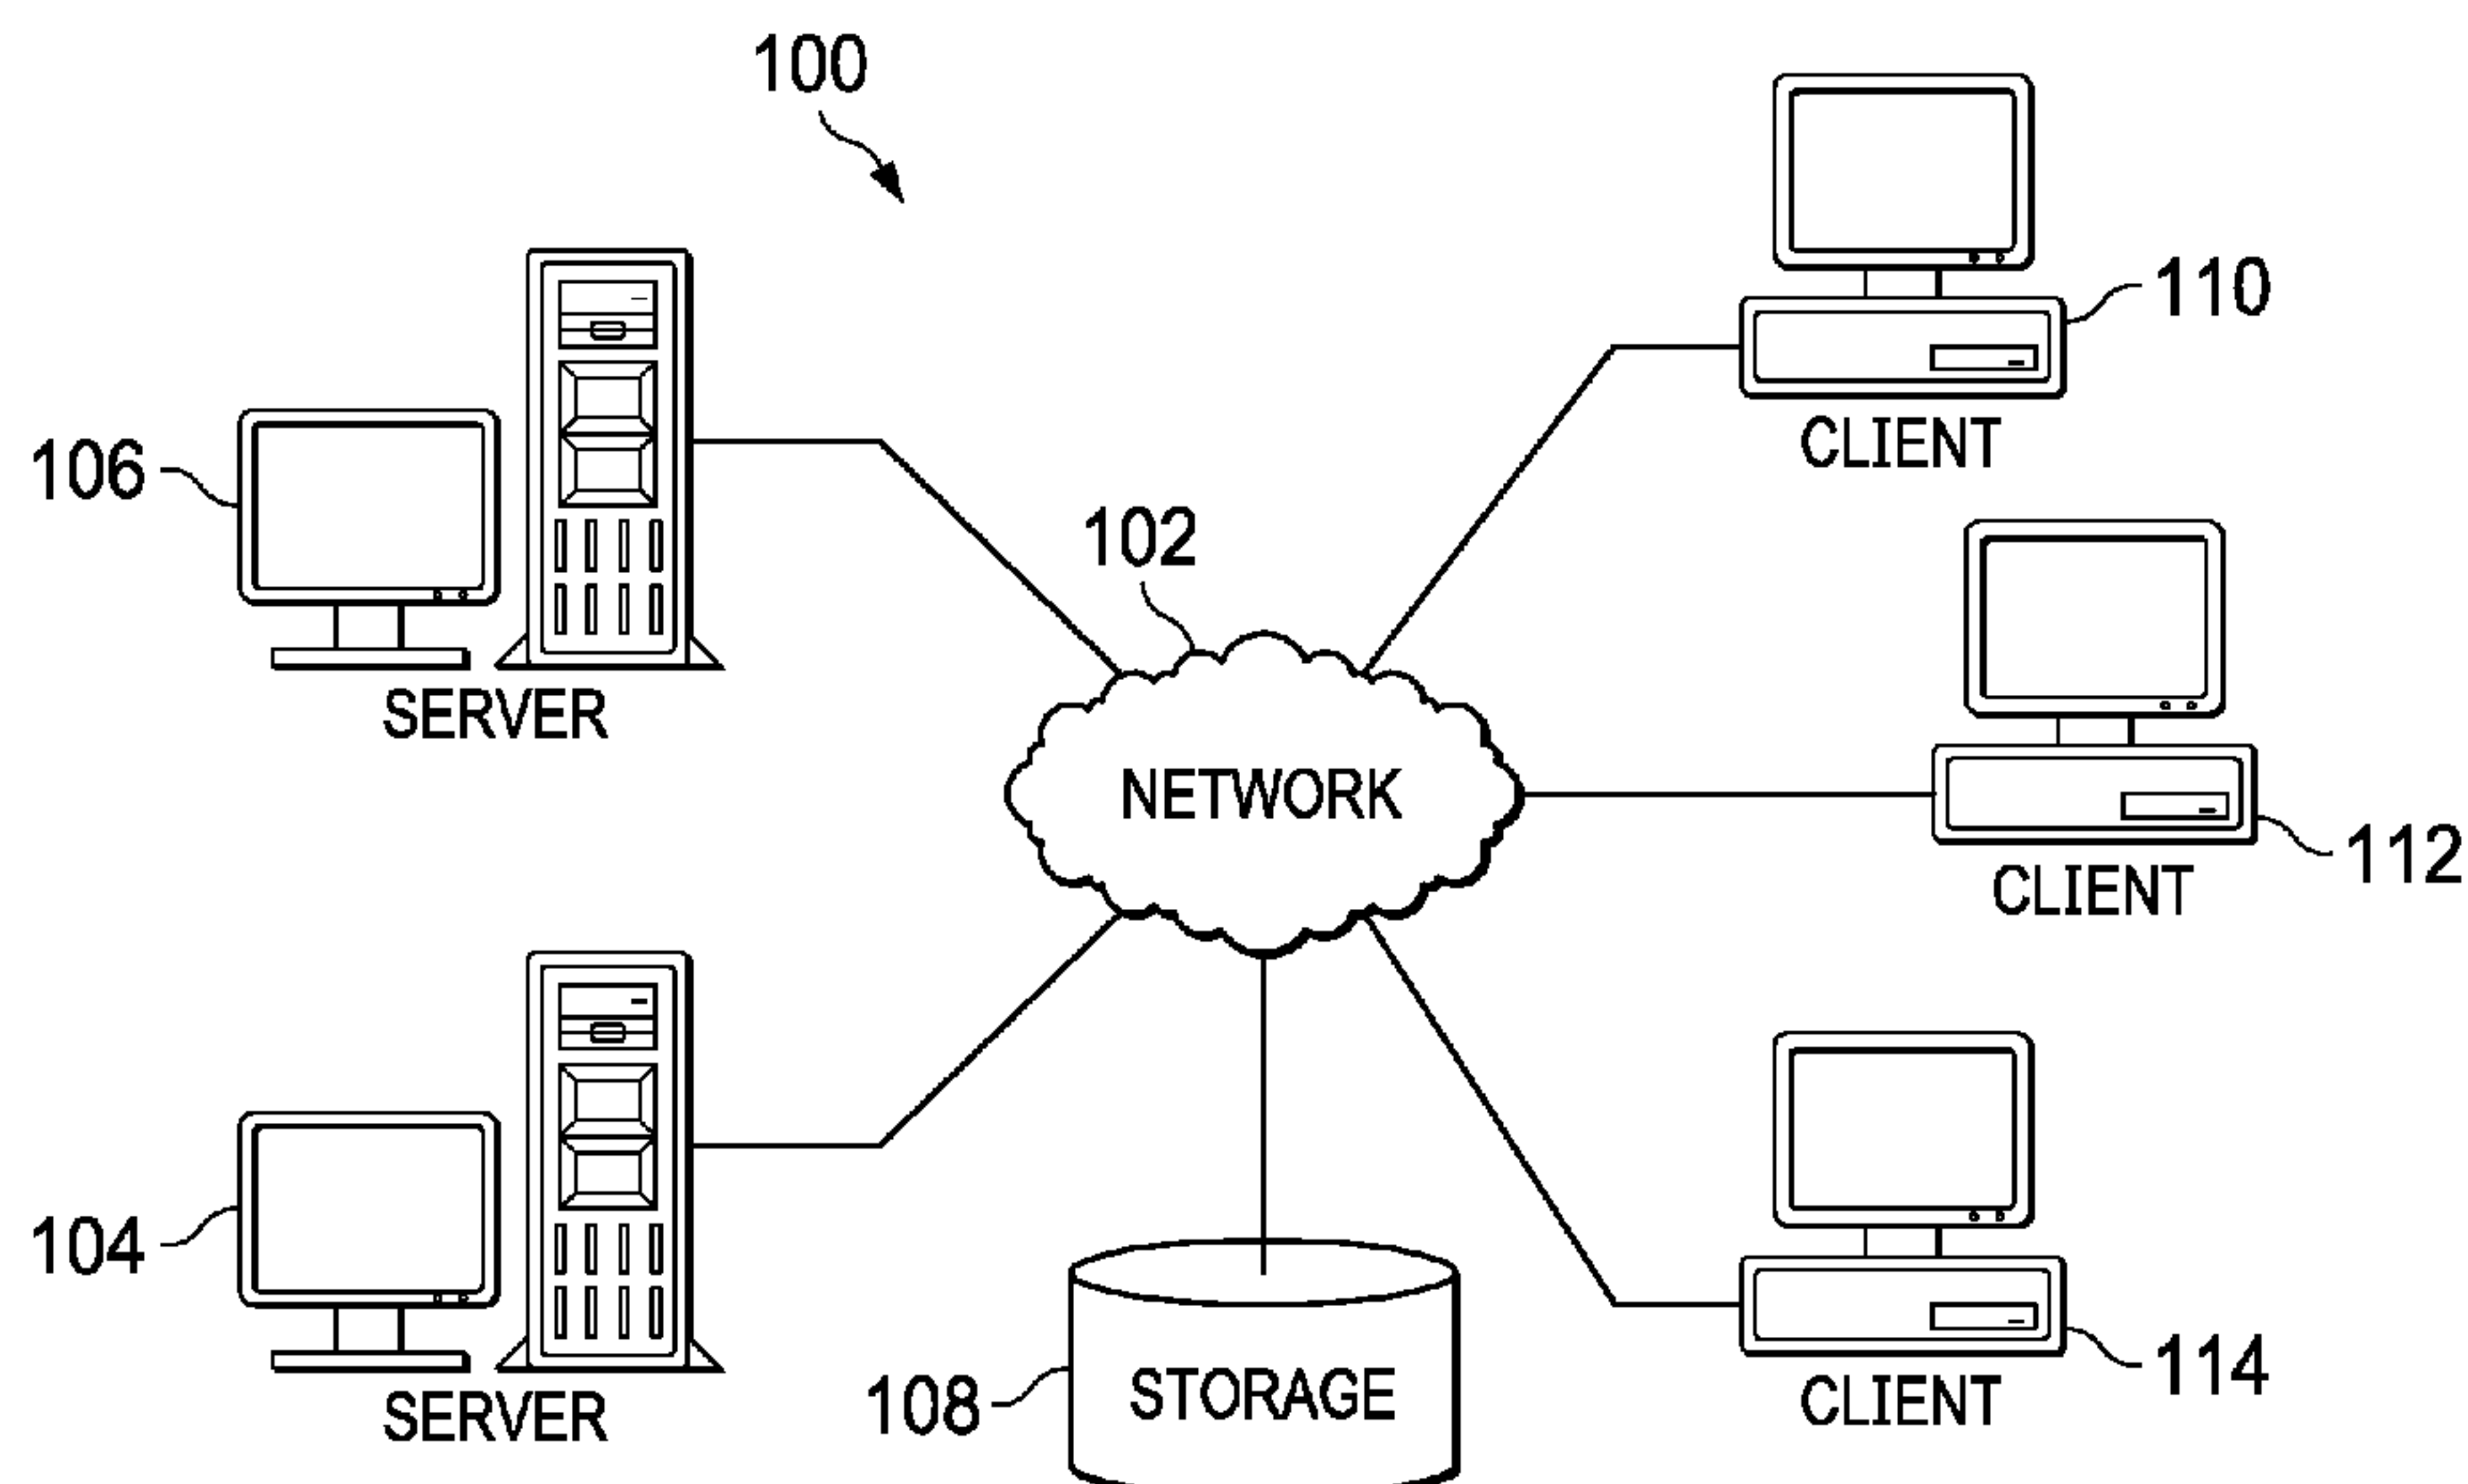 100
110
CLIENT
106
SERVER
102
NETWORK
112
CLIENT
104
SERVER
108
STORAGE
114
CLIENT